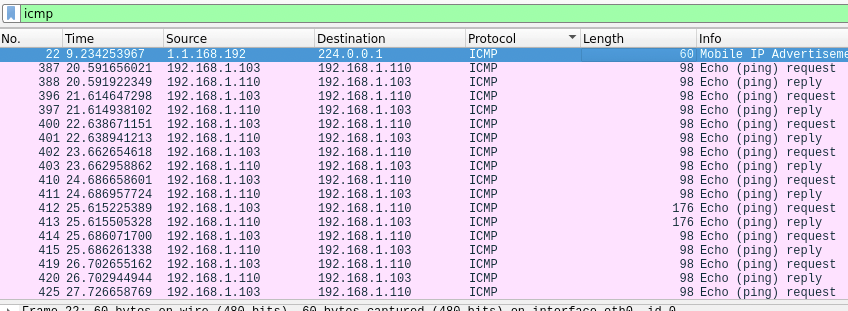 icmp
No. Time Source Destination Protocol Length Info
22 9.234253967 1.1.168.192 224.0.0.1 ICMP 60 Mobile IP Advertiseme
387 20.591656021 192.168.1.103 192.168.1.110 ICMP 98 Echo (ping) request
388 20.591922349 192.168.1.110 192.168.1.103 ICMP 98 Echo (ping) reply
396 21.614647298 192.168.1.103 192.168.1.110 ICMP 98 Echo (ping) request
397 21.614938102 192.168.1.110 192.168.1.103 ICMP 98 Echo (ping) reply
400 22.638671151 192.168.1.103 192.168.1.110 ICMP 98 Echo (ping) request
401 22.638941213 192.168.1.110 192.168.1.103 ICMP 98 Echo (ping) reply
402 23.662654618 192.168.1.103 192.168.1.110 ICMP 98 Echo (ping) request
403 23.662958862 192.168.1.110 192.168.1.103 ICMP 98 Echo (ping) reply
410 24.686658601 192.168.1.103 192.168.1.110 ICMP 98 Echo (ping) request
411 24.686957724 192.168.1.110 192.168.1.103 ICMP 98 Echo (ping) reply
412 25.615225389 192.168.1.103 192.168.1.110 ICMP 176 Echo (ping) request
413 25.615505328 192.168.1.110 192.168.1.103 ICMP 176 Echo (ping) reply
414 25.686071700 192.168.1.103 192.168.1.110 ICMP 98 Echo (ping) request
415 25.686261338 192.168.1.110 192.168.1.103 ICMP 98 Echo (ping) reply
419 26.702655162 192.168.1.103 192.168.1.110 ICMP 98 Echo (ping) request
420 26.702944944 192.168.1.110 192.168.1.103 ICMP 98 Echo (ping) reply
425 27.726658769 192.168.1.103 192.168.1.110 ICMP 98 Echo (ping) request
Frame 22: 60 bytes on wire (480 bits), 60 bytes captured (480 bits) on interface eth0, id 0